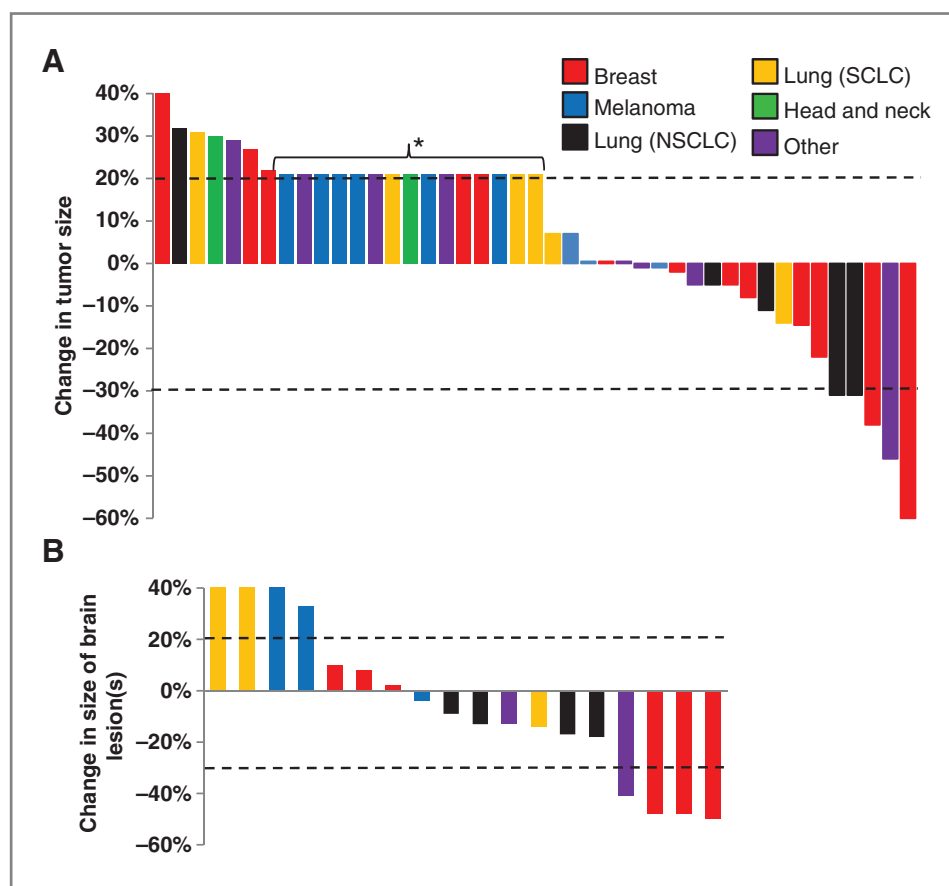 A
Breast
Melanoma
Lung (NSCLC)
Lung (SCLC)
Head and neck
Other
Change in tumor size
40%
30%
20%
10%
0%
–10%
–20%
–30%
–40%
–50%
–60%
*
B
Change in size of brain
lesion(s)
40%
20%
0%
–20%
–40%
–60%